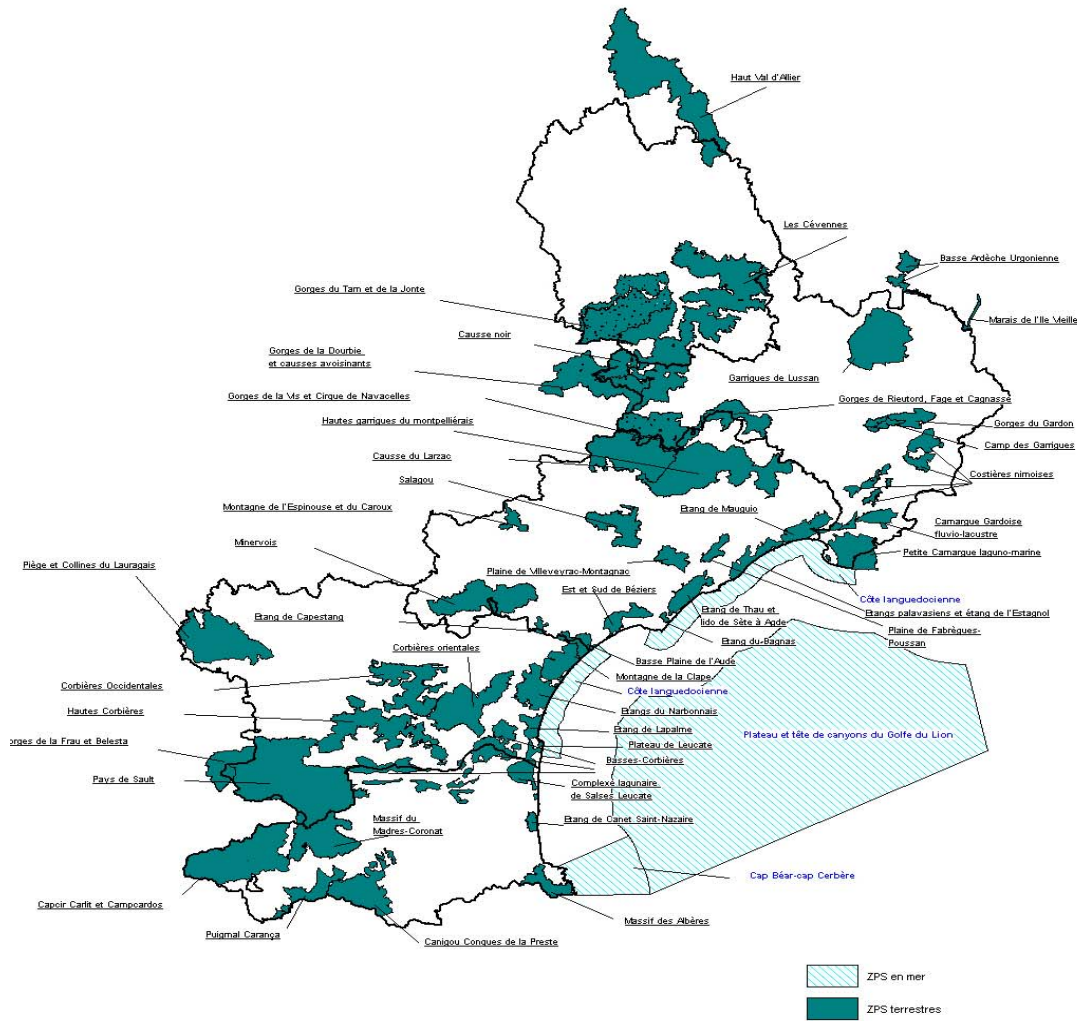 Haut Val d'Allier
Les Cévennes
Basse Ardèche Urgonienne
Gorges du Tarn et de la Jonte
Marais de l'Ile Vieille
Causse noir
Gorges de la Dourbie
et causses avoisinants
Garrigues de Lussan
Gorges de la Vis et Cirque de Navacelles
Gorges de Rieutord, Fage et Cagnasse
Hautes garrigues du montpelliérais
Gorges du Gardon
Camp des Garrigues
Causse du Larzac
Salagou
Costières nimoises
Montagne de l'Espinouse et du Caroux
Etang de Mauguio
Camargue Gardoise
fluvio-lacustre
Minervois
Petite Camargue laguno-marine
Piège et Collines du Lauragais
Plaine de Villeveyrac-Montagnac
Est et Sud de Béziers
Côte languedocienne
Etang de Capestang
Etang de Thau et
lido de Sète à Agde
Etangs palavasiens et étang de l'Estagnol
Etang du Bagnas
Plaine de Fabrègues-
Poussan
Corbières orientales
Basse Plaine de l'Aude
Montagne de la Clape
Corbières Occidentales
Côte languedocienne
Etangs du Narbonnais
Hautes Corbières
Etang de Lapalme
Plateau et tête de canyons du Golfe du Lion
orges de la Frau et Belesta
Plateau de Leucate
Basses-Corbières
Pays de Sault
Complexe lagunaire
de Salses Leucate
Massif du
Madres-Coronat
Etang de Canet Saint-Nazaire
Cap Béar-cap Cerbère
Capcir Carlit et Campcardos
Massif des Albères
Puigmal Carança
Canigou Conques de la Preste
ZPS en mer
ZPS terrestres